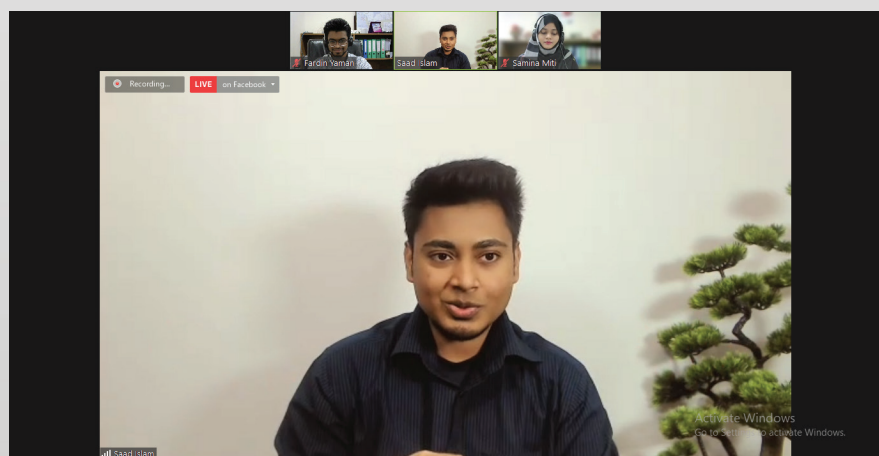 Fardin Yaman
Saad Islam
Samina Miti
Recording...
LIVE on Facebook
Activate Windows
Go to Settings to activate Windows.
Saad Islam